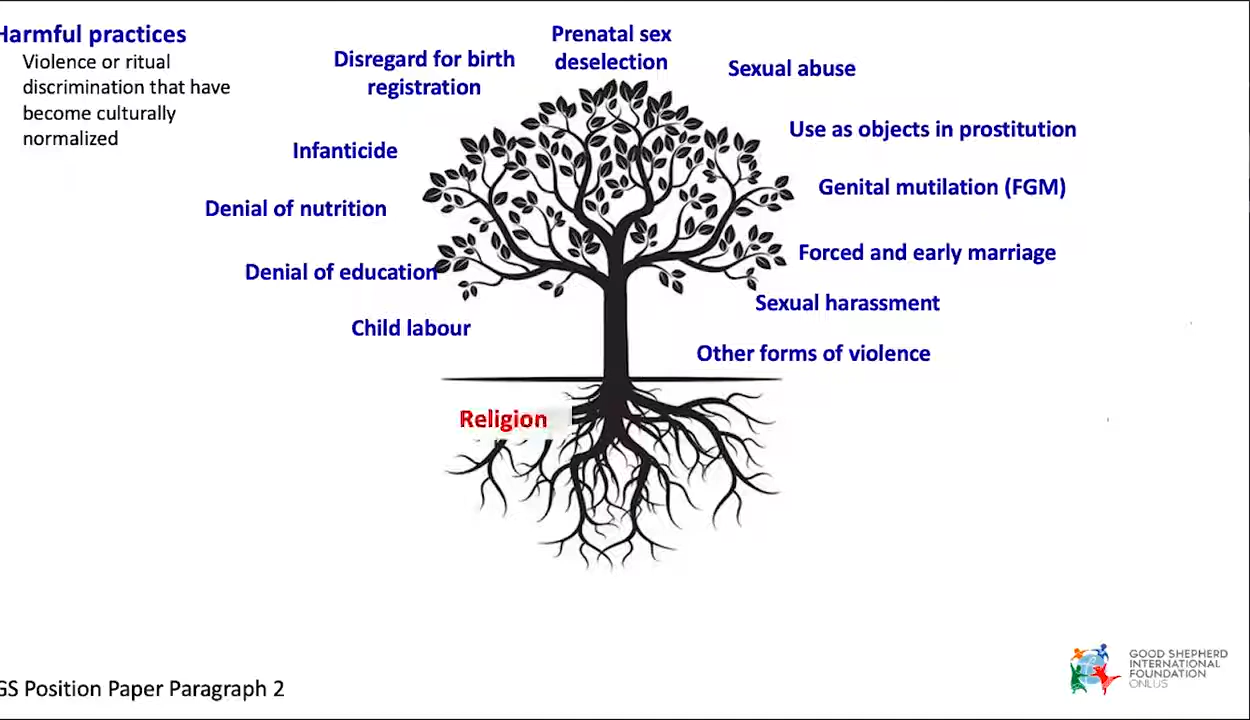 Harmful practices
Violence or ritual
discrimination that have
become culturally
normalized
Disregard for birth
registration
Prenatal sex
deselection
Sexual abuse
Use as objects in prostitution
Infanticide
Genital mutilation (FGM)
Denial of nutrition
Forced and early marriage
Denial of education
Sexual harassment
Child labour
Other forms of violence
Religion
GS Position Paper Paragraph 2
GOOD SHEPHERD
INTERNATIONAL
FOUNDATION
ONLUS